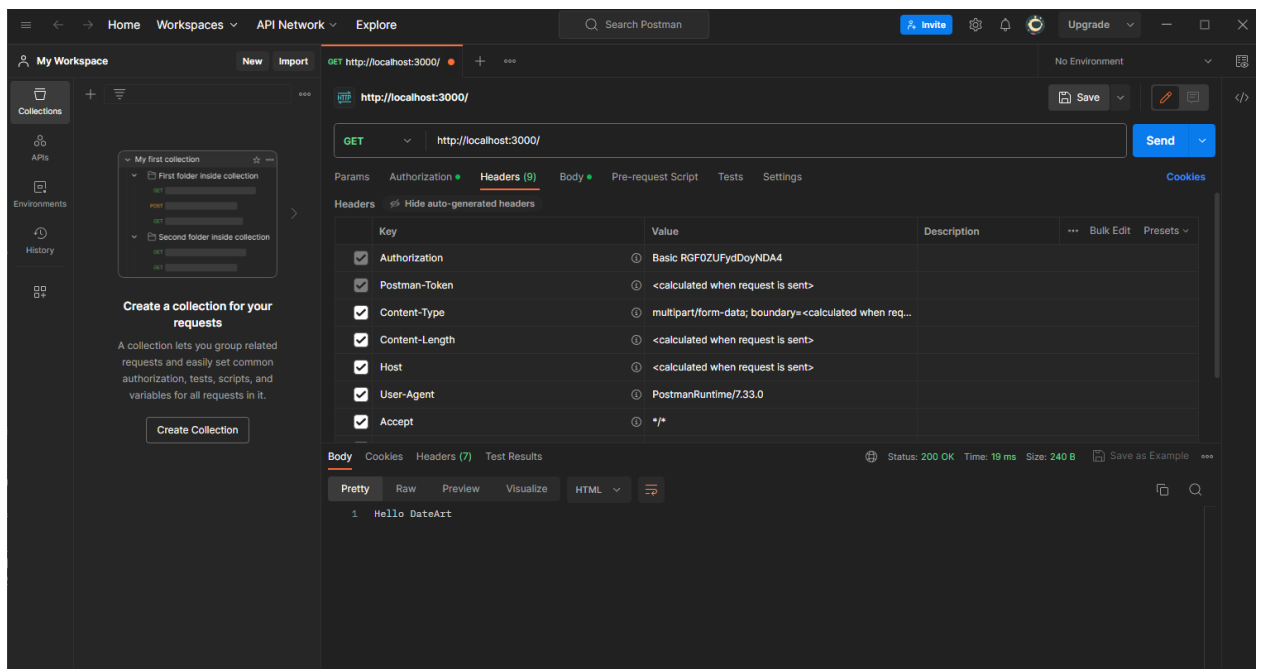 Home Workspaces API Network Explore Search Postman Invite Upgrade
My Workspace New Import GET http://localhost:3000/ No Environment
Collections
APIs
Environments
History
My first collection
First folder inside collection
GET
POST
GET
Second folder inside collection
GET
GET
Create a collection for your
requests
A collection lets you group related
requests and easily set common
authorization, tests, scripts, and
variables for all requests in it.
Create Collection
HTTP http://localhost:3000/ Save
GET http://localhost:3000/ Send
Params Authorization Headers (9) Body Pre-request Script Tests Settings Cookies
Headers Hide auto-generated headers
Key Value Description Bulk Edit Presets
Authorization Basic RGF0ZUFydDoyNDA4
Postman-Token <calculated when request is sent>
Content-Type multipart/form-data; boundary=<calculated when req...
Content-Length <calculated when request is sent>
Host <calculated when request is sent>
User-Agent PostmanRuntime/7.33.0
Accept */*
Body Cookies Headers (7) Test Results Status: 200 OK Time: 19 ms Size: 240 B Save as Example
Pretty Raw Preview Visualize HTML
1 Hello DateArt